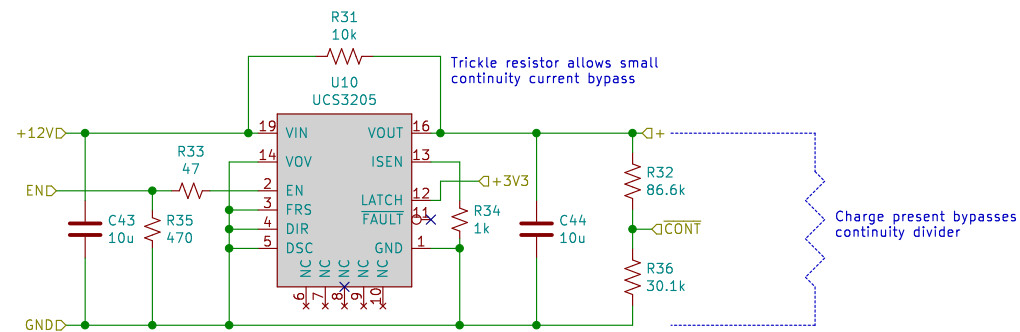 R31
10k
Trickle resistor allows small
continuity current bypass
U10
UCS3205
+12V
19
VIN
VOUT
16
+
14
VOV
ISEN
13
R33
47
+3V3
R32
86.6k
EN
2
EN
LATCH
12
3
FRS
FAULT
11
C43
10u
R35
470
4
DIR
R34
1k
C44
10u
CONT
Charge present bypasses
continuity divider
5
DSC
GND
1
NC
NC
NC
NC
NC
6
7
8
9
10
R36
30.1k
GND